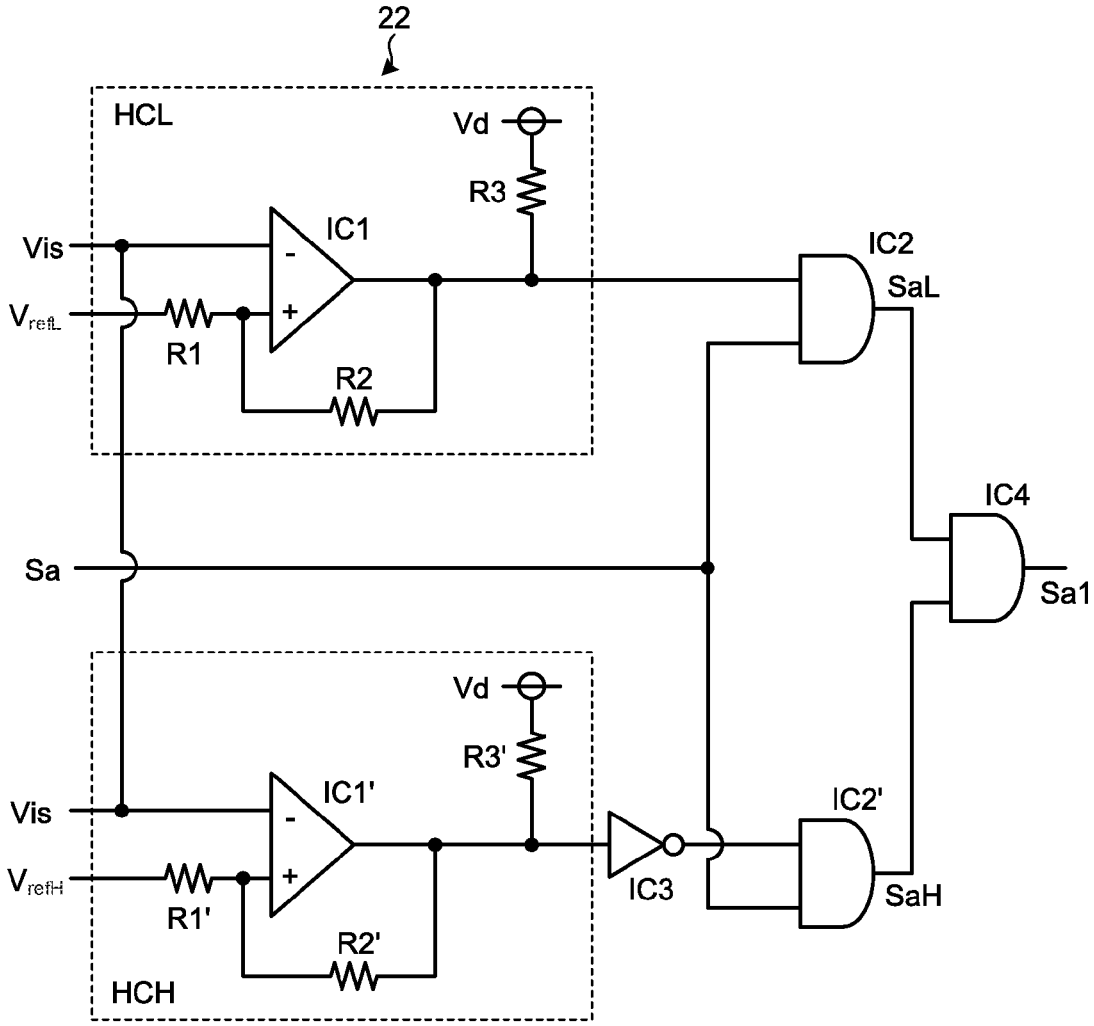 22
HCL
Vd
R3
IC1
Vis
-
VrefL
+
R1
R2
IC2
SaL
IC4
Sa
Sa1
Vd
R3'
IC1'
IC2'
Vis
-
VrefH
+
R1'
IC3
SaH
R2'
HCH